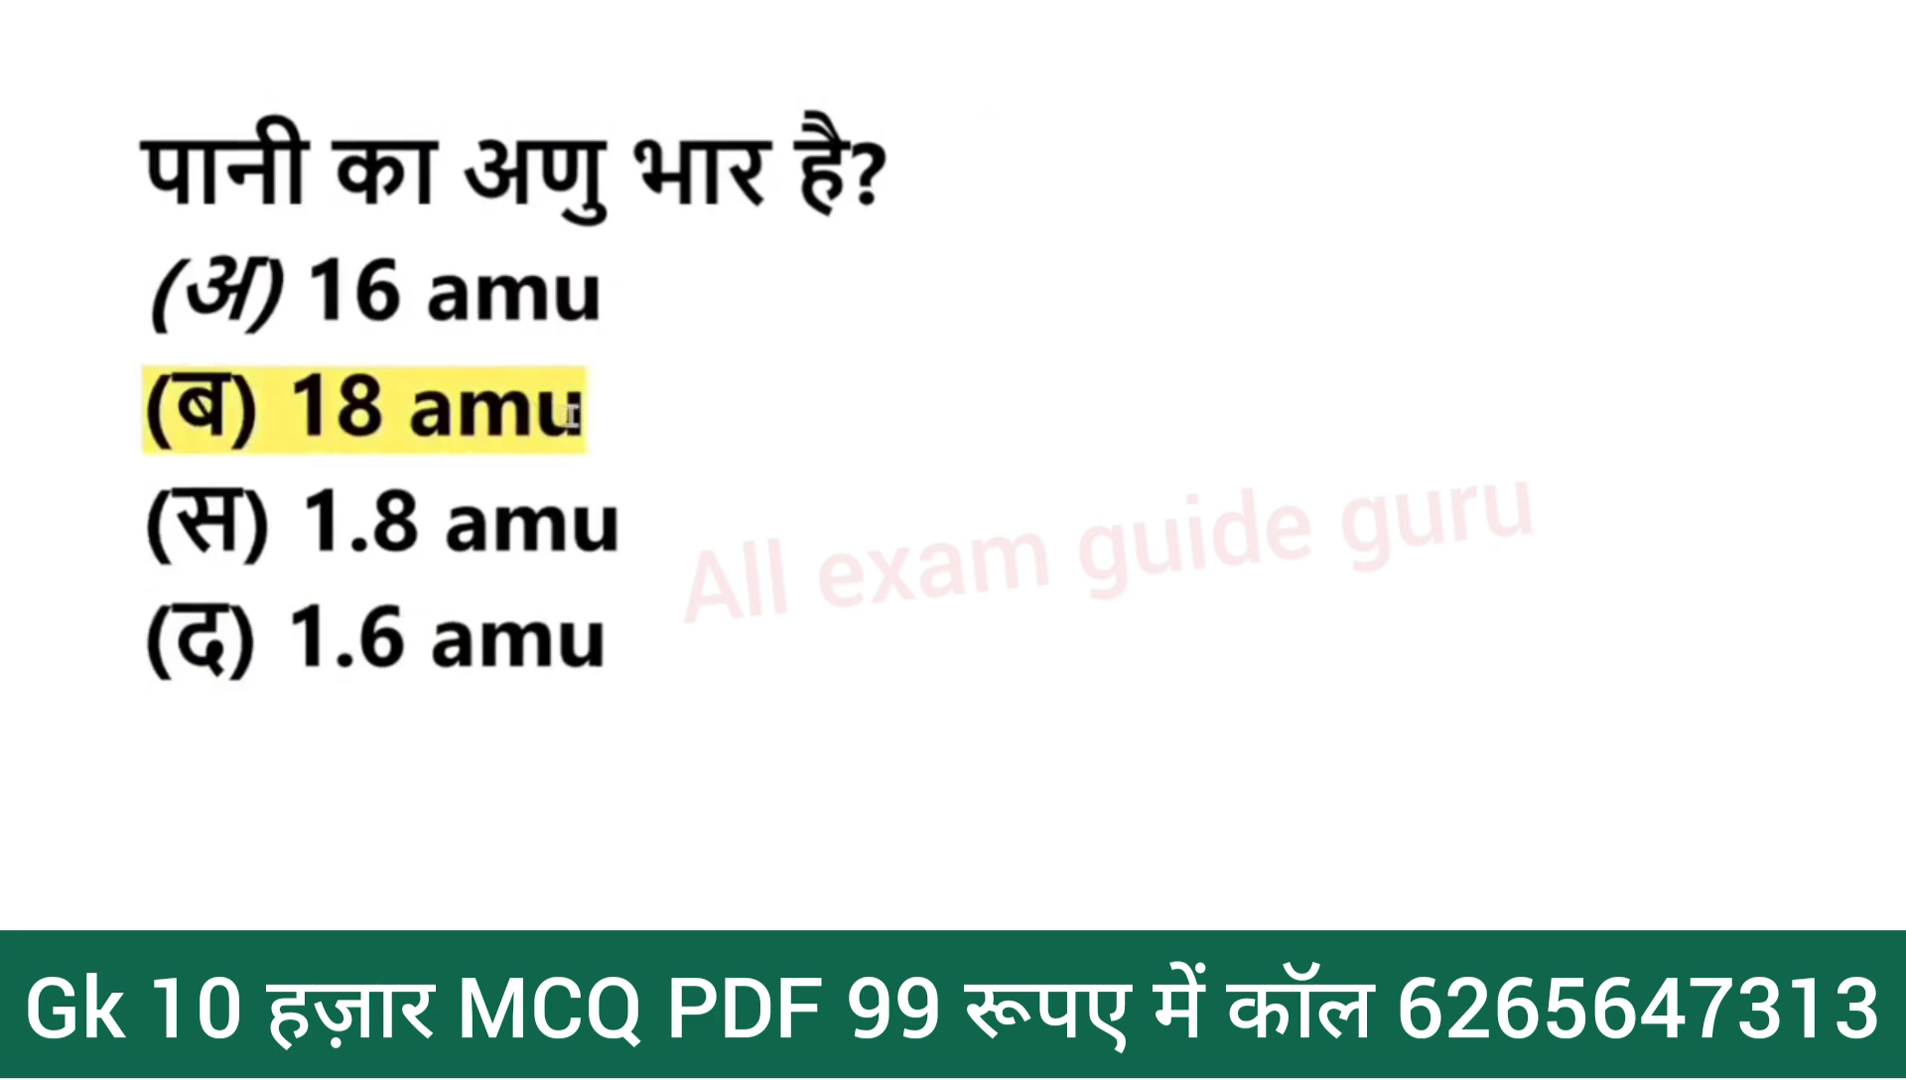 पानी का अणु भार है?
(अ) 16 amu
(ब) 18 amu
(स) 1.8 amu
(द) 1.6 amu
All exam guide guru
Gk 10 हज़ार MCQ PDF 99 रूपए में कॉल 6265647313